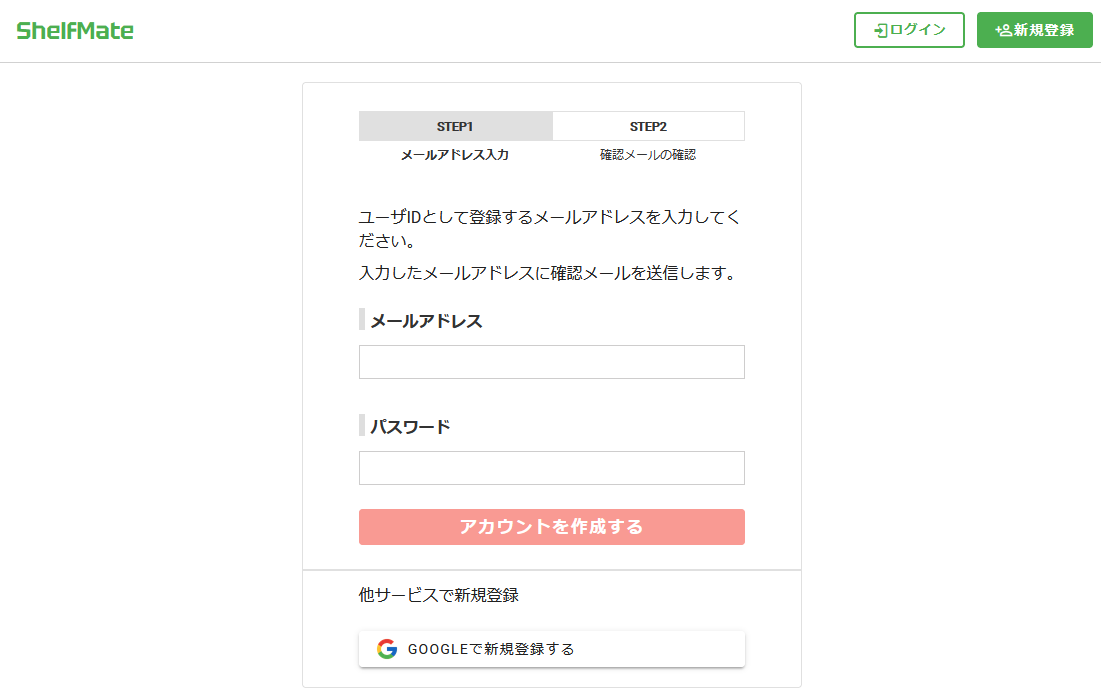 ShelfMate
ログイン
新規登録
STEP1
STEP2
メールアドレス入力
確認メールの確認
ユーザIDとして登録するメールアドレスを入力してく
ださい。
入力したメールアドレスに確認メールを送信します。
メールアドレス
パスワード
アカウントを作成する
他サービスで新規登録
GOOGLEで新規登録する